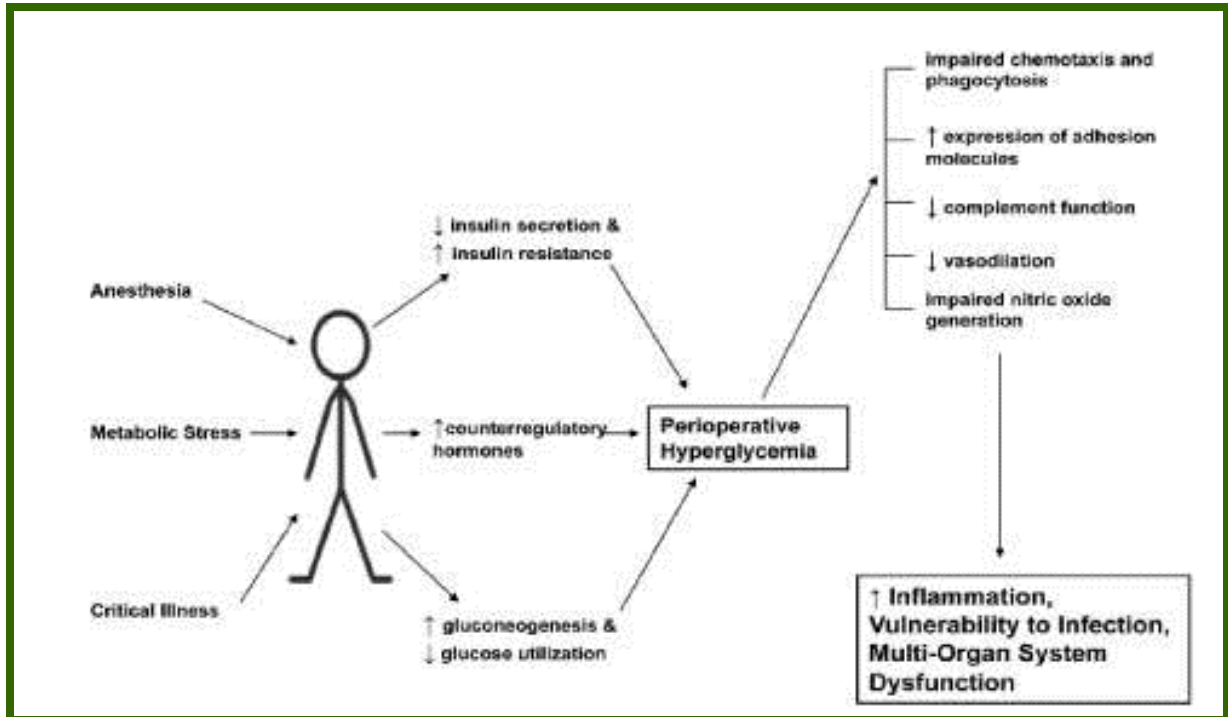 Anesthesia
Metabolic Stress
Critical Illness
↓ insulin secretion &
↑ insulin resistance
↑counterregulatory
hormones
↑ gluconeogenesis &
↓ glucose utilization
Perioperative
Hyperglycemia
impaired chemotaxis and
phagocytosis
↑ expression of adhesion
molecules
↓ complement function
↓ vasodilation
impaired nitric oxide
generation
↑ Inflammation,
Vulnerability to Infection,
Multi-Organ System
Dysfunction